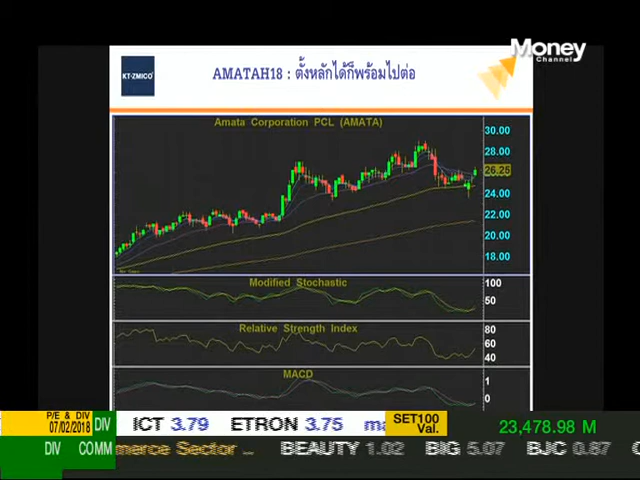 Money
Channel
KT·ZMICO
AMATAH18 : ตั้งหลักได้ก็พร้อมไปต่อ
Amata Corporation PCL (AMATA)
30.00
28.00
26.25
24.00
22.00
20.00
18.00
Modified Stochastic
100
50
Relative Strength Index
80
60
40
MACD
1
0
P/E & DIV
07/02/2018
DIV
ICT 3.79 ETRON 3.75
SET100
Val.
23,478.98 M
DIV COMM
merce Sector ... BEAUTY 1.02 BIG 5.07 BJC 0.87